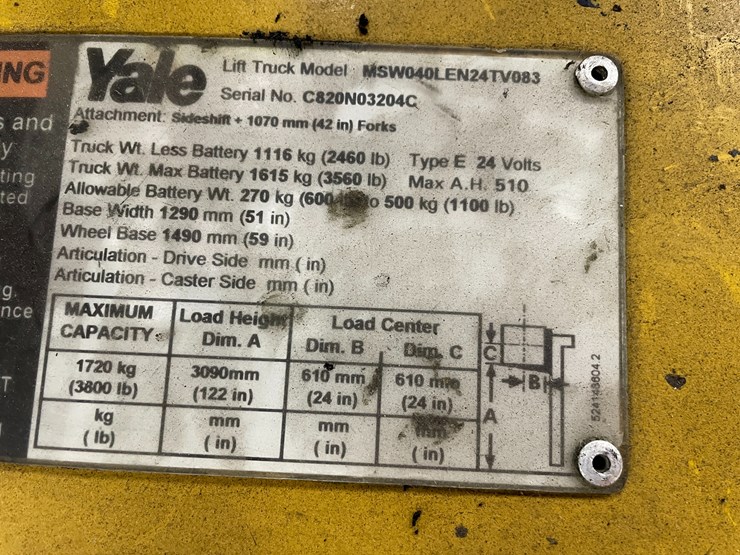 ING
s and
y
ting
ted
g.
nce
T
Yale
Lift Truck Model MSW040LEN24TV083
Serial No. C820N03204C
Attachment: Sideshift + 1070 mm (42 in) Forks
Truck Wt. Less Battery 1116 kg (2460 lb) Type E 24 Volts
Truck Wt. Max Battery 1615 kg (3560 lb) Max A.H. 510
Allowable Battery Wt. 270 kg (600 to 500 kg (1100 lb)
Base Width 1290 mm (51 in)
Wheel Base 1490 mm (59 in)
Articulation - Drive Side mm ( in)
Articulation - Caster Side mm ( in)
MAXIMUM CAPACITY Load Height Dim. A Load Center Dim. B Dim. C
1720 kg 3090mm 610 mm 610 mm
(3800 lb) (122 in) (24 in) (24 in)
kg mm mm mm
( lb) ( in) ( in) ( in)
C
B
A
524148604.2